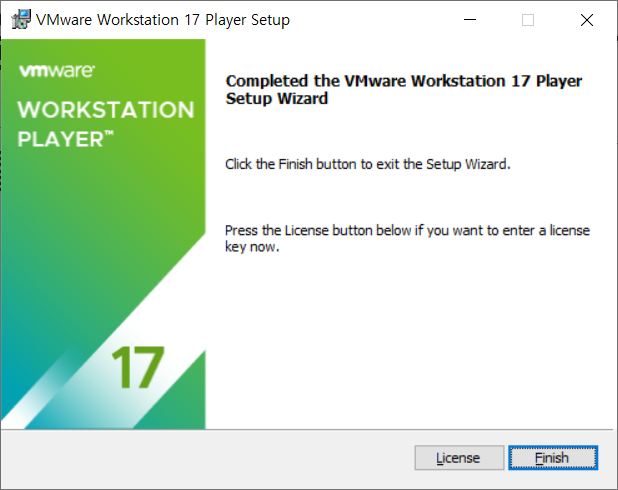 VMware Workstation 17 Player Setup
vmware®
WORKSTATION
PLAYER™
17
Completed the VMware Workstation 17 Player
Setup Wizard
Click the Finish button to exit the Setup Wizard.
Press the License button below if you want to enter a license
key now.
License
Finish